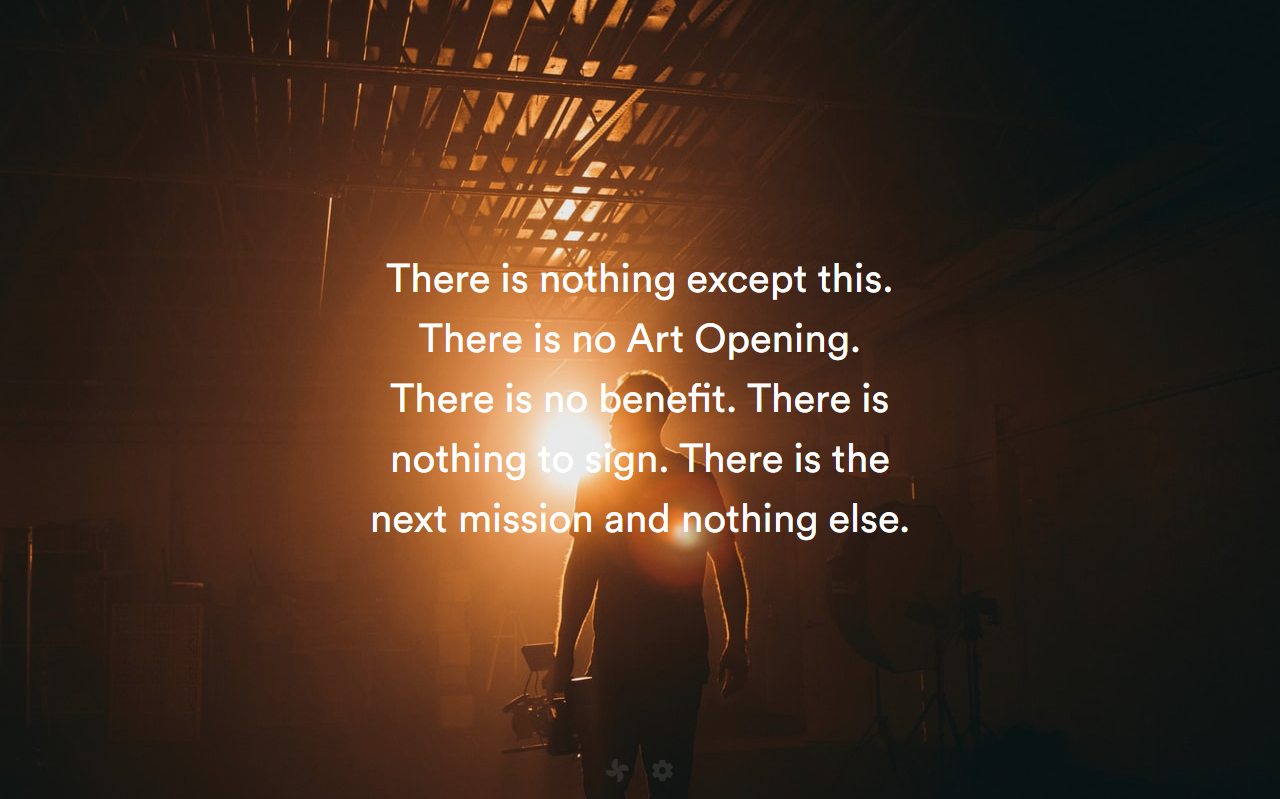 There is nothing except this.
There is no Art Opening.
There is no benefit. There is
nothing to sign. There is the
next mission and nothing else.